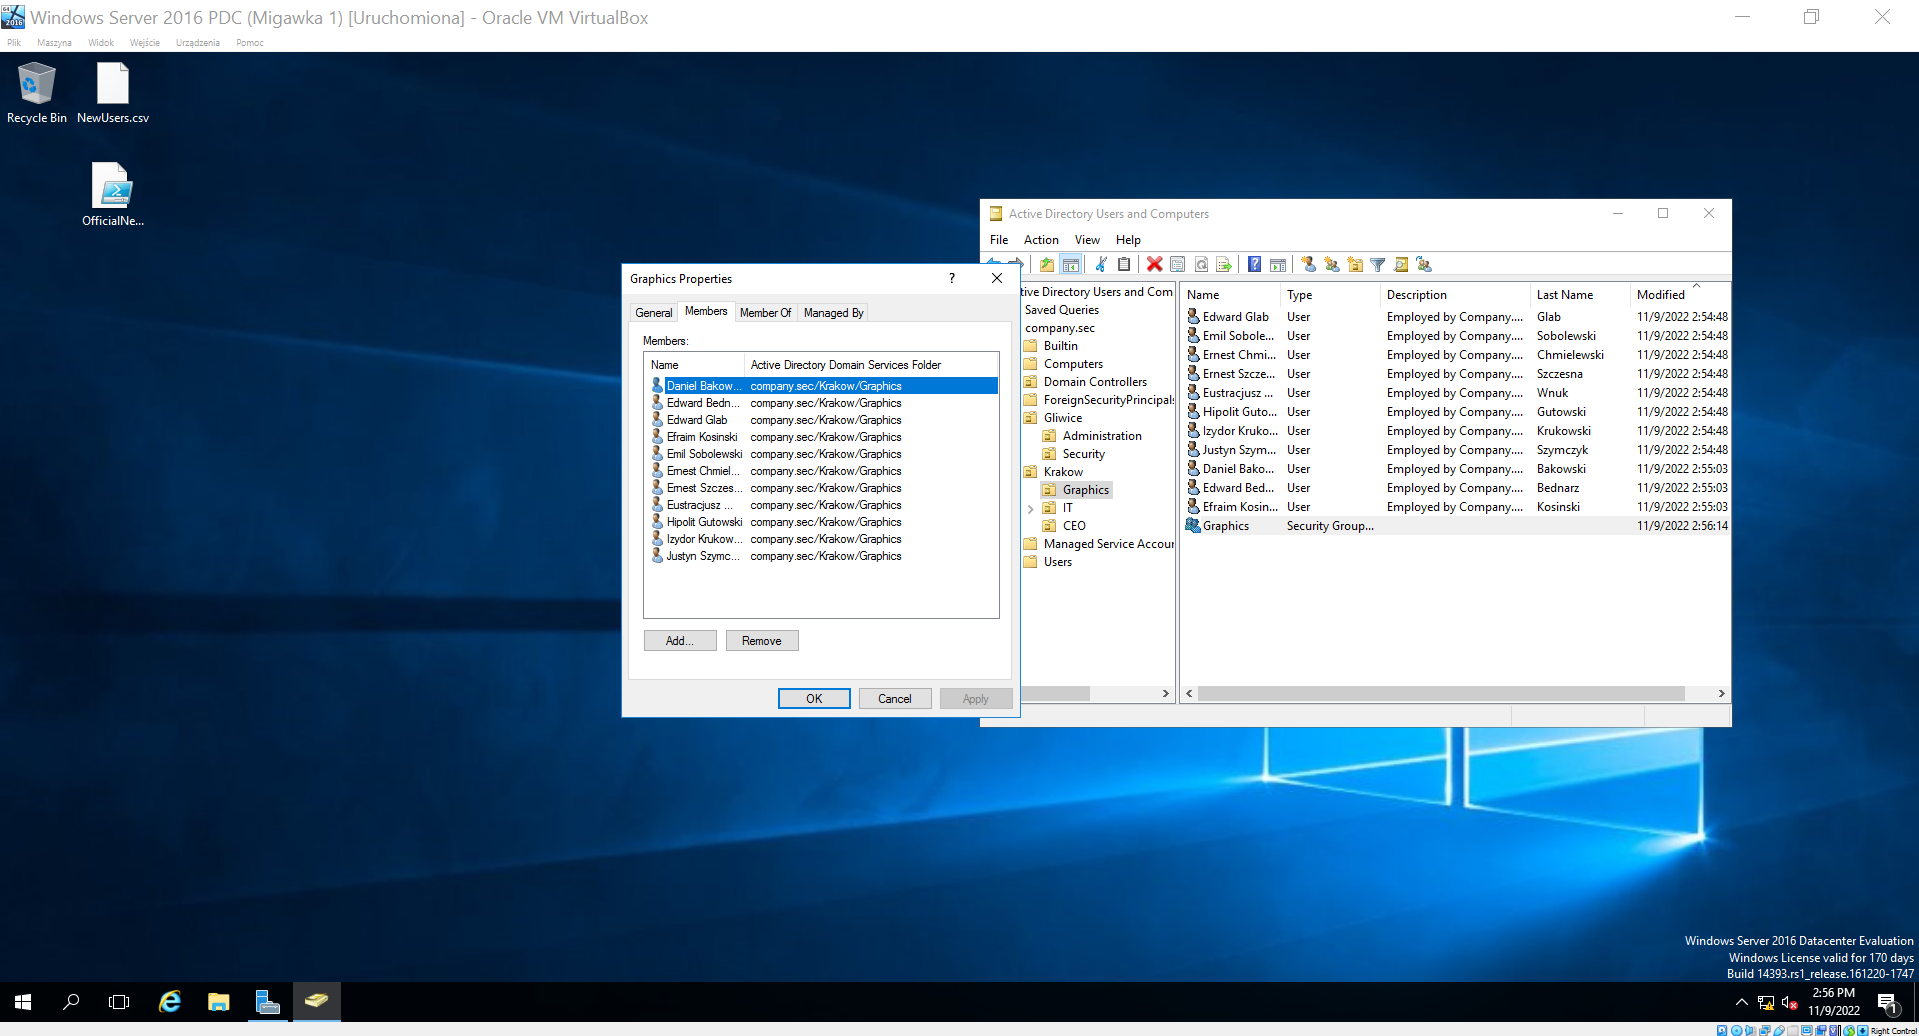 Windows Server 2016 PDC (Migawka 1) [Uruchomiona] - Oracle VM VirtualBox
Plik Maszyna Widok Wejście Urządzenia Pomoc
Recycle Bin
NewUsers.csv
OfficialNe...
Active Directory Users and Computers
File Action View Help
tive Directory Users and Com
Saved Queries
company.sec
Builtin
Computers
Domain Controllers
ForeignSecurityPrincipals
Gliwice
Administration
Security
Krakow
Graphics
IT
CEO
Managed Service Accour
Users
Name Type Description Last Name Modified
Edward Glab User Employed by Company.... Glab 11/9/2022 2:54:48
Emil Sobole... User Employed by Company.... Sobolewski 11/9/2022 2:54:48
Ernest Chmi... User Employed by Company.... Chmielewski 11/9/2022 2:54:48
Ernest Szcze... User Employed by Company.... Szczesna 11/9/2022 2:54:48
Eustracjusz ... User Employed by Company.... Wnuk 11/9/2022 2:54:48
Hipolit Guto... User Employed by Company.... Gutowski 11/9/2022 2:54:48
Izydor Kruko... User Employed by Company.... Krukowski 11/9/2022 2:54:48
Justyn Szym... User Employed by Company.... Szymczyk 11/9/2022 2:54:48
Daniel Bako... User Employed by Company.... Bakowski 11/9/2022 2:55:03
Edward Bed... User Employed by Company.... Bednarz 11/9/2022 2:55:03
Efraim Kosin... User Employed by Company.... Kosinski 11/9/2022 2:55:03
Graphics Security Group... 11/9/2022 2:56:14
Graphics Properties
General Members Member Of Managed By
Members:
Name Active Directory Domain Services Folder
Daniel Bakow... company.sec/Krakow/Graphics
Edward Bedn... company.sec/Krakow/Graphics
Edward Glab company.sec/Krakow/Graphics
Efraim Kosinski company.sec/Krakow/Graphics
Emil Sobolewski company.sec/Krakow/Graphics
Ernest Chmiel... company.sec/Krakow/Graphics
Ernest Szczes... company.sec/Krakow/Graphics
Eustracjusz ... company.sec/Krakow/Graphics
Hipolit Gutowski company.sec/Krakow/Graphics
Izydor Krukow... company.sec/Krakow/Graphics
Justyn Szymc... company.sec/Krakow/Graphics
Add... Remove
OK Cancel Apply
Windows Server 2016 Datacenter Evaluation
Windows License valid for 170 days
Build 14393.rs1_release.161220-1747
2:56 PM
11/9/2022
1
Right Control